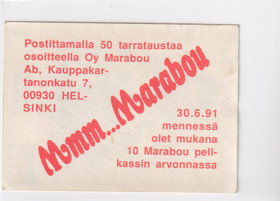 Postittamalla 50 tarrataustaa
osoitteella Oy Marabou
Ab, Kauppakar-
tanonkatu 7,
00930 HEL-
SINKI
Mmm...Marabou
30.6.91
mennessä
olet mukana
10 Marabou peli-
kassin arvonnassa